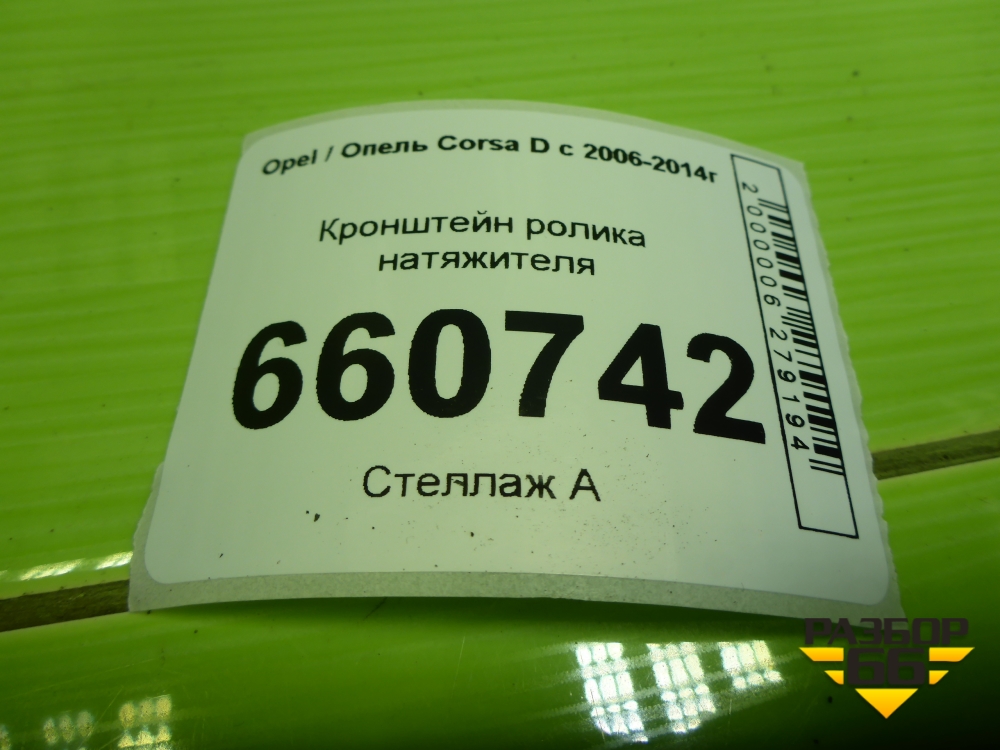 Opel / Опель Corsa D с 2006-2014г
Кронштейн ролика
натяжителя
660742
Стеллаж А
2000006279194
РАЗБОР
66